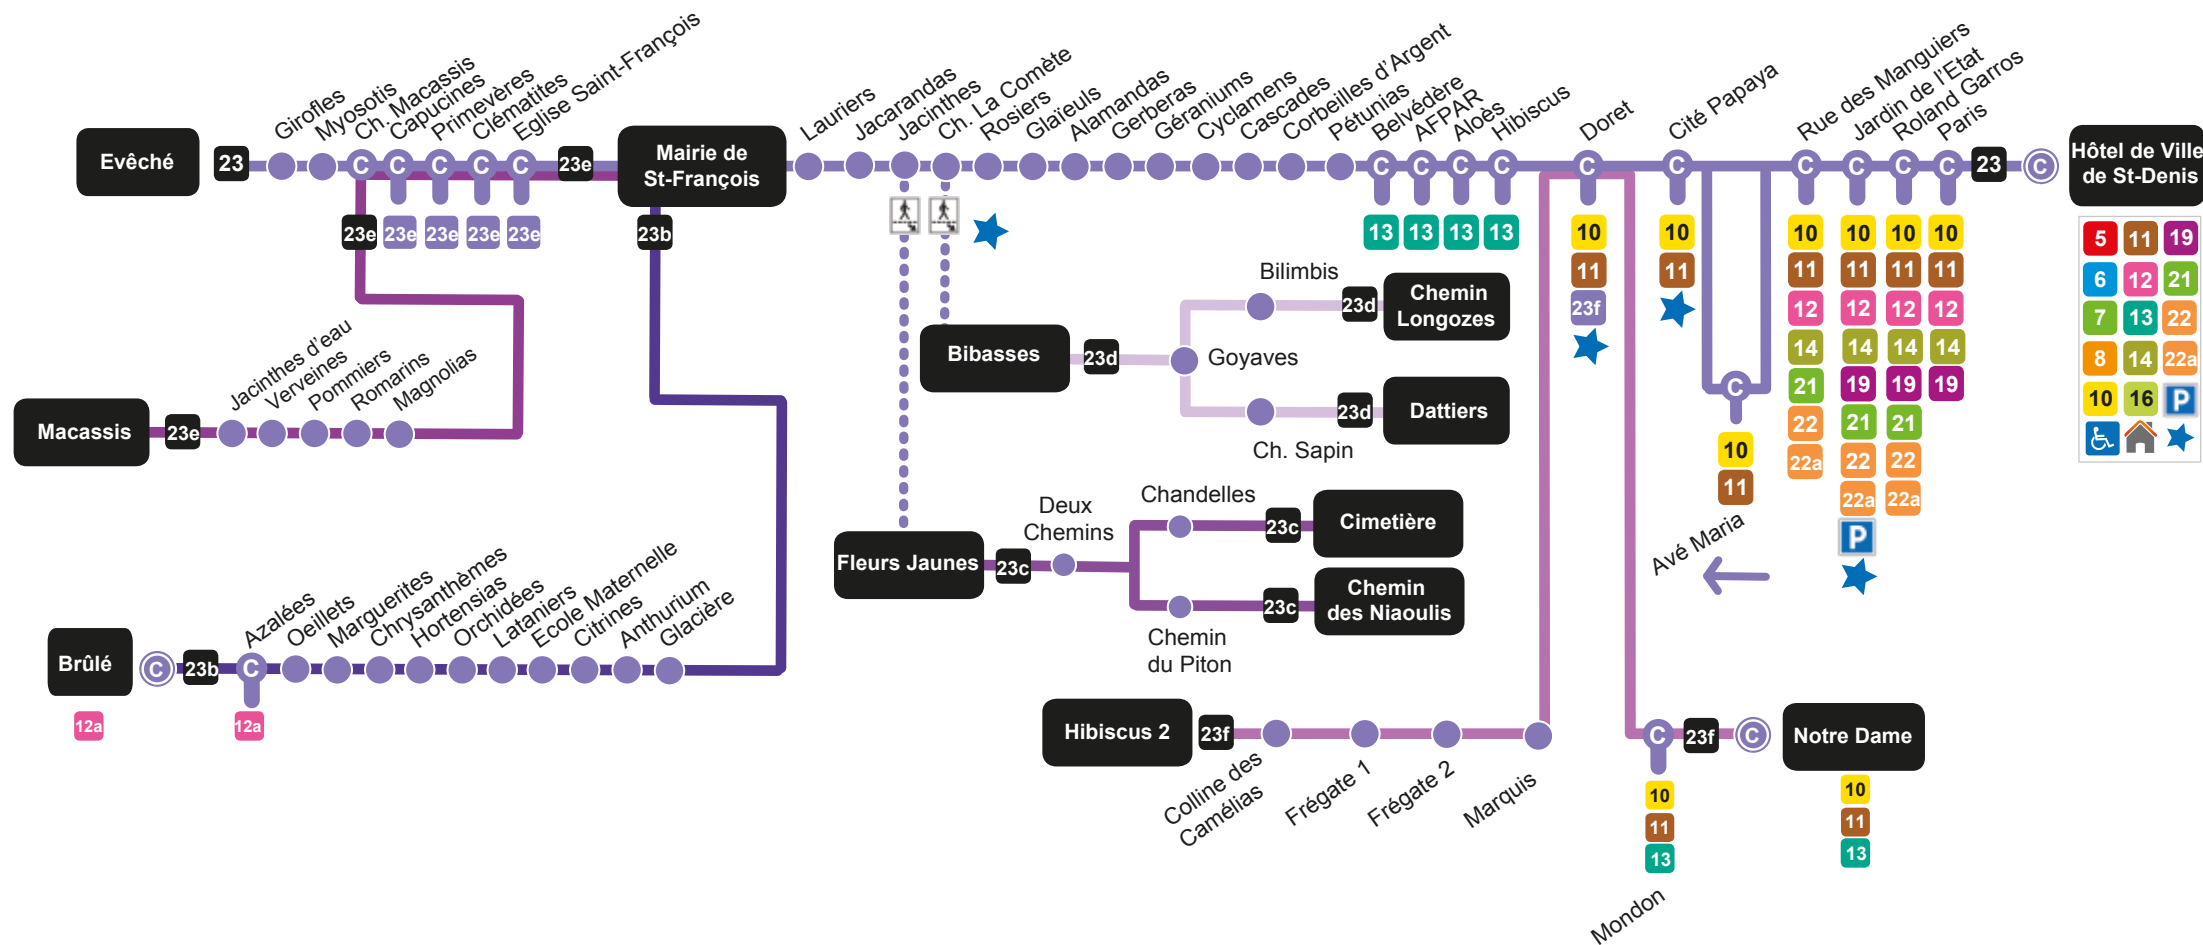 Girofles
Myosotis
Ch. Macassis
Capucines
Primevères
Clématites
Eglise Saint-François
Lauriers
Jacarandas
Jacinthes
Ch. La Comète
Rosiers
Glaïeuls
Alamandas
Gerberas
Géraniums
Cyclamens
Cascades
Corbeilles d'Argent
Pétunias
Belvédère
AFPAR
Aloès
Hibiscus
Doret
Cité Papaya
Rue des Manguiers
Jardin de l'Etat
Roland Garros
Paris
Evêché
23
C
C
C
C
C
23e
Mairie de
St-François
C
C
C
C
C
C
C
C
C
C
23
C
Hôtel de Ville
de St-Denis
23e
23e
23e
23e
23e
23b
13
13
13
13
10
11
23f
10
11
10
11
12
14
21
22
22a
10
11
12
14
19
21
22
22a
P
10
11
12
14
19
21
22
22a
10
11
12
14
19
5
11
19
6
12
21
7
13
22
8
14
22a
10
16
P
C
10
11
Avé Maria
Bibasses
23d
Goyaves
Bilimbis
23d
Chemin
Longozes
Ch. Sapin
23d
Dattiers
Macassis
23e
Jacinthes d'eau
Verveines
Pommiers
Romarins
Magnolias
Fleurs Jaunes
23c
Deux
Chemins
Chandelles
23c
Cimetière
Chemin
du Piton
23c
Chemin
des Niaoulis
Brûlé
C
23b
C
12a
12a
Azalées
Oeillets
Marguerites
Chrysanthèmes
Hortensias
Orchidées
Lataniers
Ecole Maternelle
Citrines
Anthurium
Glacière
Hibiscus 2
23f
Colline des
Camélias
Frégate 1
Frégate 2
Marquis
C
23f
C
Notre Dame
10
11
13
Mondon
10
11
13